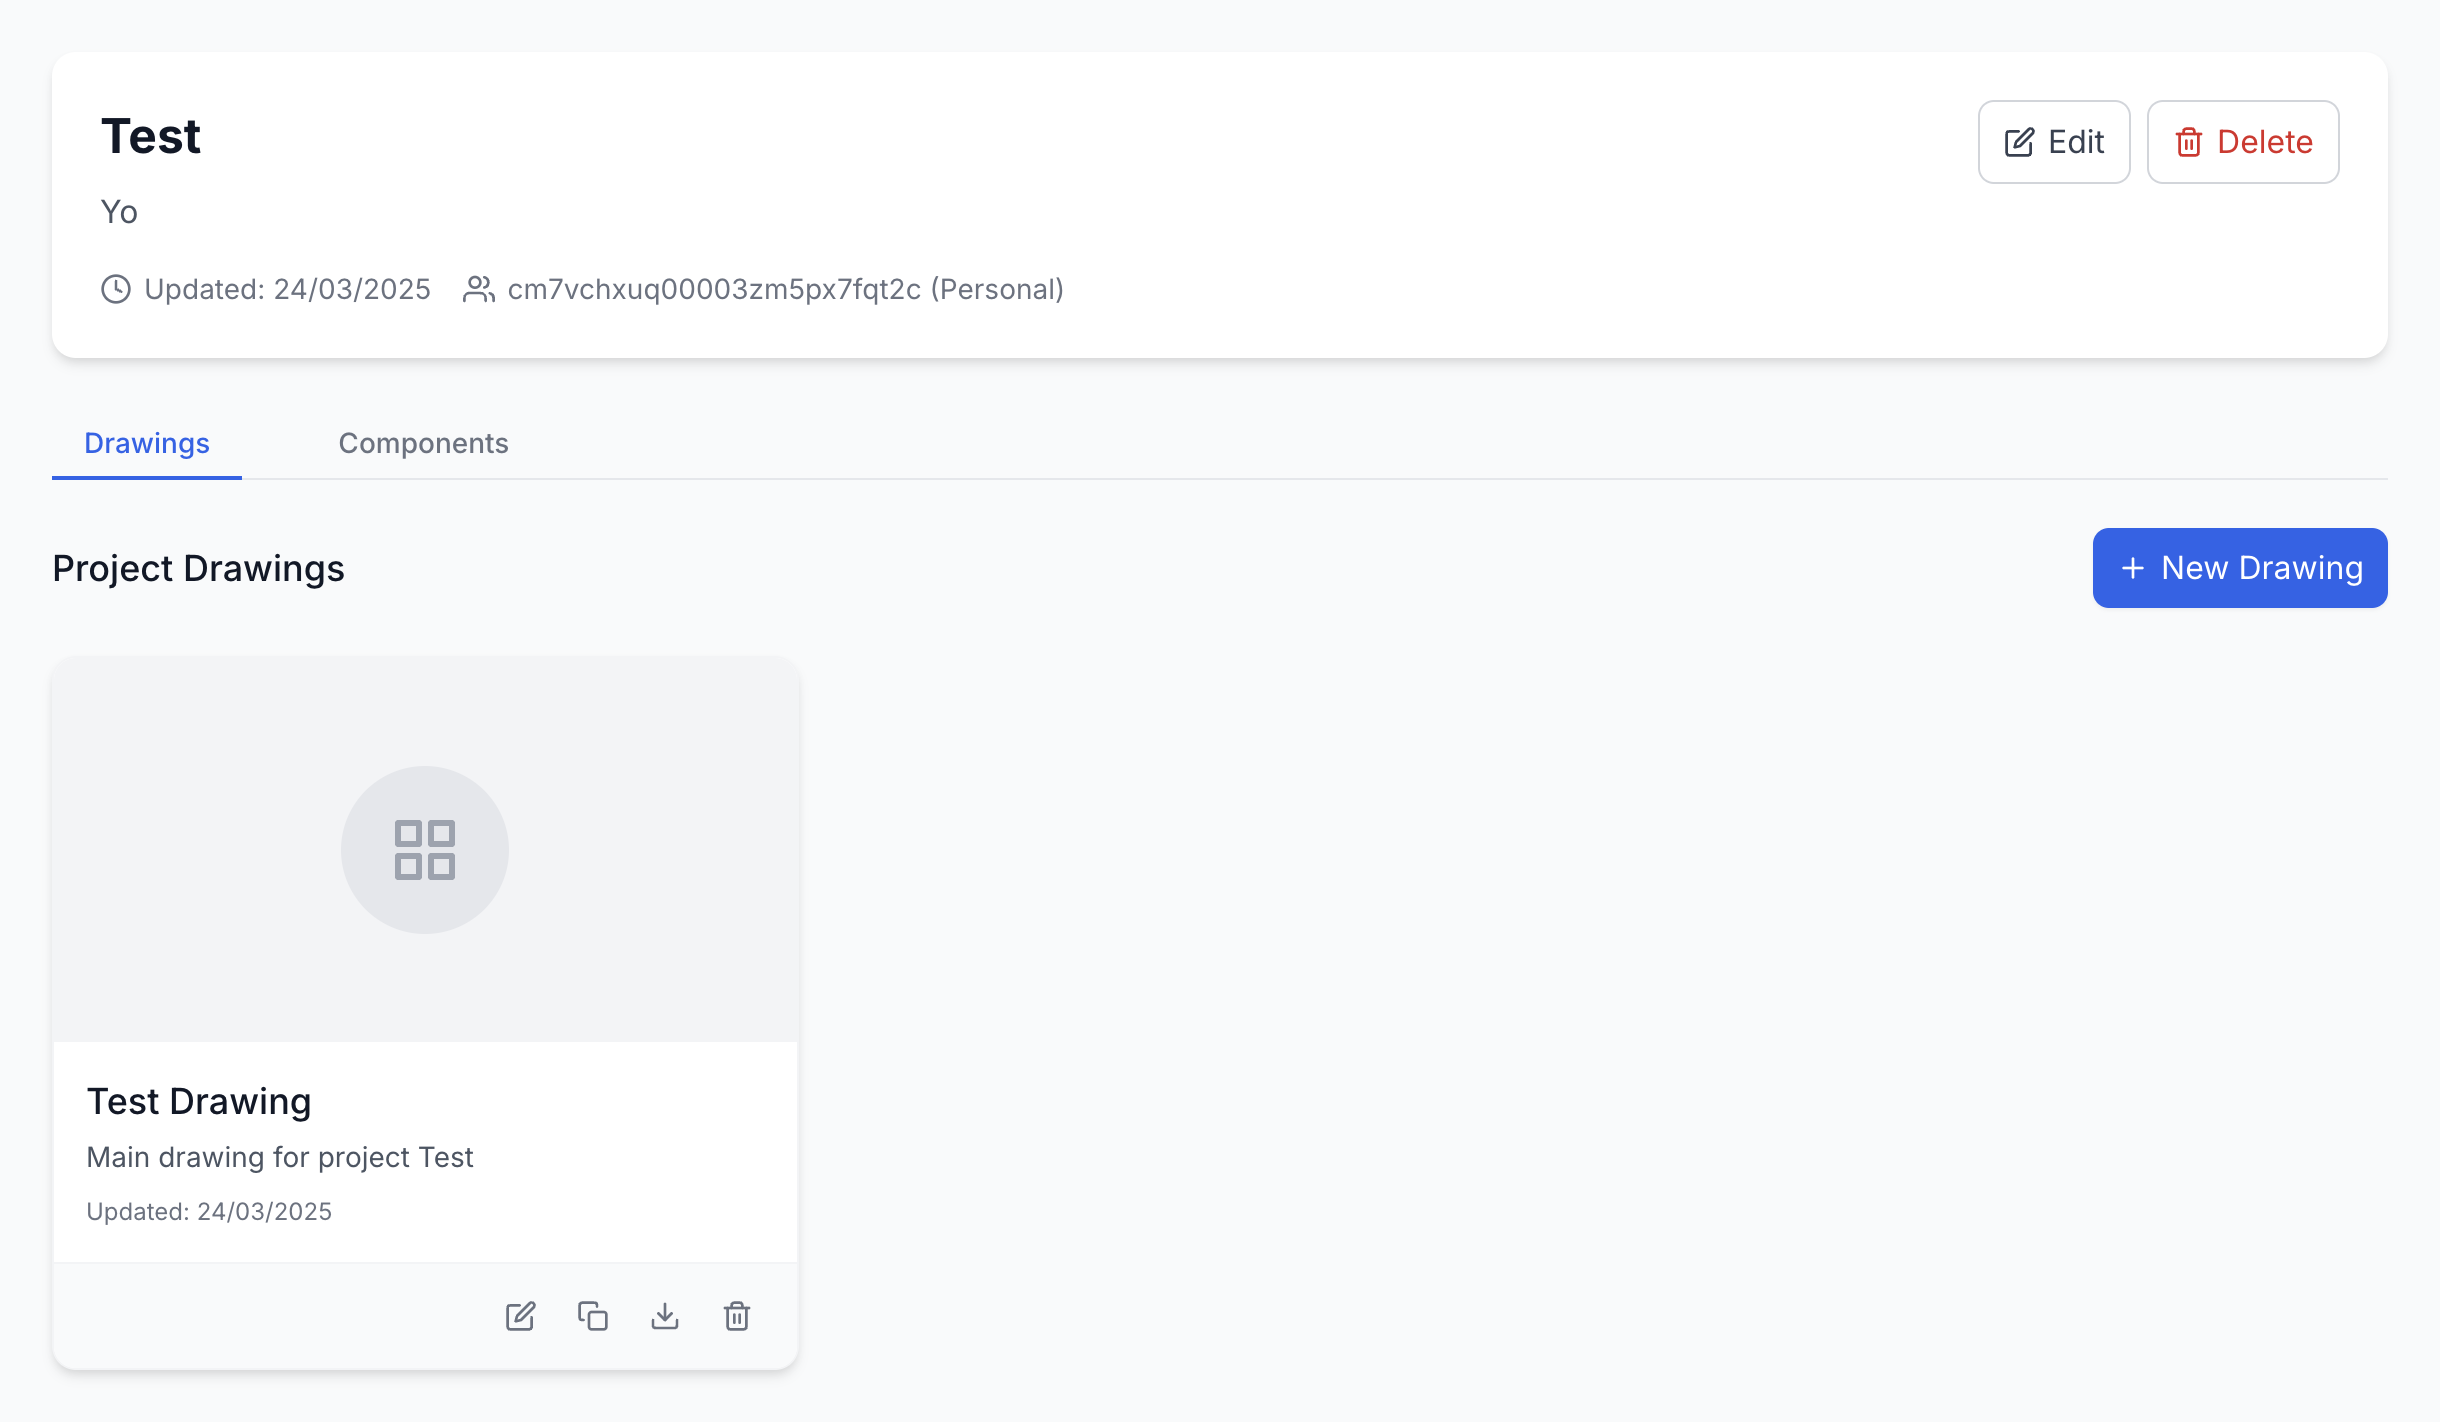 Test
Edit
Delete
Yo
Updated: 24/03/2025
cm7vchxuq00003zm5px7fqt2c (Personal)
Drawings
Components
Project Drawings
New Drawing
Test Drawing
Main drawing for project Test
Updated: 24/03/2025